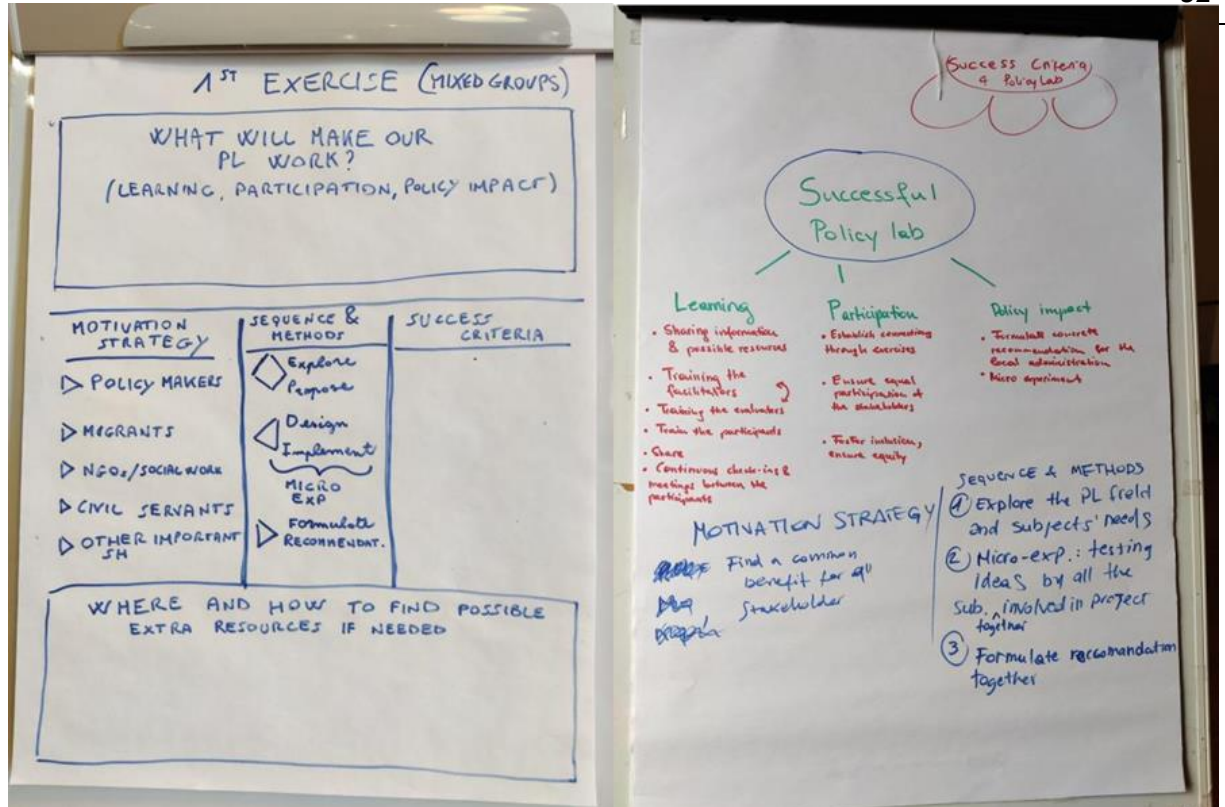 1ST EXERCISE (MIXED GROUPS)
WHAT WILL MAKE OUR
PL WORK?
(LEARNING, PARTICIPATION, POLICY IMPACT)
MOTIVATION
STRATEGY
▷ POLICY MAKERS
▷ MIGRANTS
▷ NGOs/SOCIAL WORK
▷ CIVIL SERVANTS
▷ OTHER IMPORTANT
SH
SEQUENCE &
METHODS
Explore
Propose
Design
Implement
MICRO
EXP
Formulate
RECOMMENDAT.
SUCCESS
CRITERIA
WHERE AND HOW TO FIND POSSIBLE
EXTRA RESOURCES IF NEEDED
Success Criteria
4 Policy Lab
Successful
Policy lab
Learning
• Sharing information
& possible resources
• Training the
facilitators
• Training the evaluators
• Train the participants
• Share
• Continuous check-ins &
meetings between the
participants
Participation
• Establish connecting
through exercises
• Ensure equal
participation of
the stakeholders
• Foster inclusion,
ensure equity
Policy impact
• Formulate concrete
recommendation for the
local administration
• Micro experiment
MOTIVATION STRATEGY
Find a common
benefit for all
stakeholder
SEQUENCE & METHODS
1 Explore the PL field
and subjects' needs
2 Micro-exp.: testing
ideas by all the
sub. involved in project
together
3 Formulate reccomandation
together